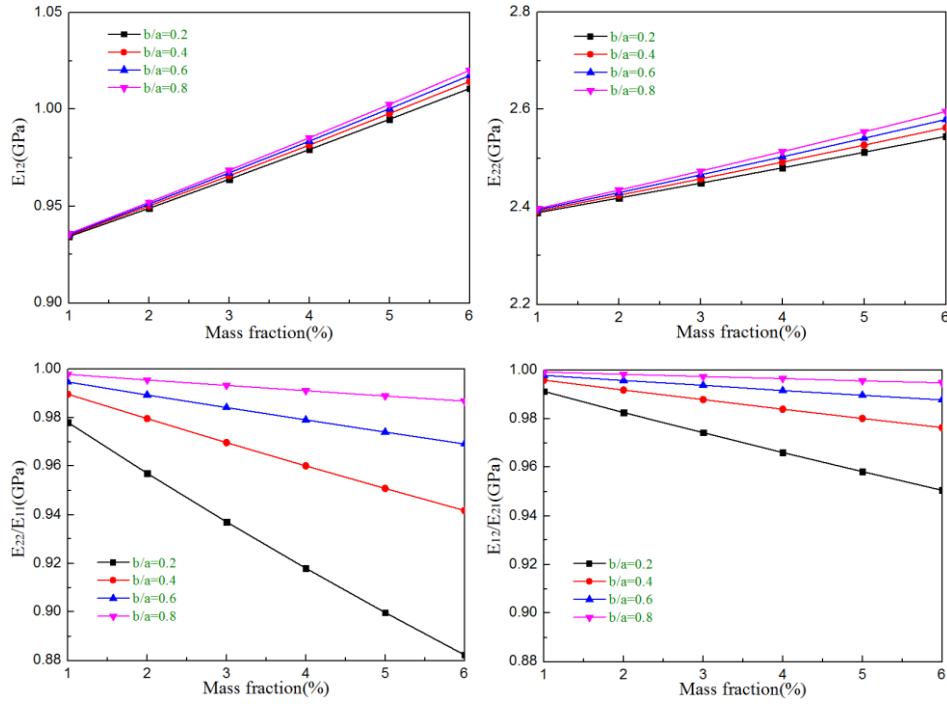 1.05
1.00
0.95
0.90
E12(GPa)
b/a=0.2
b/a=0.4
b/a=0.6
b/a=0.8
1 2 3 4 5 6
Mass fraction(%)
2.8
2.6
2.4
2.2
E22(GPa)
b/a=0.2
b/a=0.4
b/a=0.6
b/a=0.8
1 2 3 4 5 6
Mass fraction(%)
1.00
0.98
0.96
0.94
0.92
0.90
0.88
E22/E11(GPa)
b/a=0.2
b/a=0.4
b/a=0.6
b/a=0.8
1 2 3 4 5 6
Mass fraction(%)
1.00
0.98
0.96
0.94
0.92
0.90
0.88
E12/E21(GPa)
b/a=0.2
b/a=0.4
b/a=0.6
b/a=0.8
1 2 3 4 5 6
Mass fraction(%)